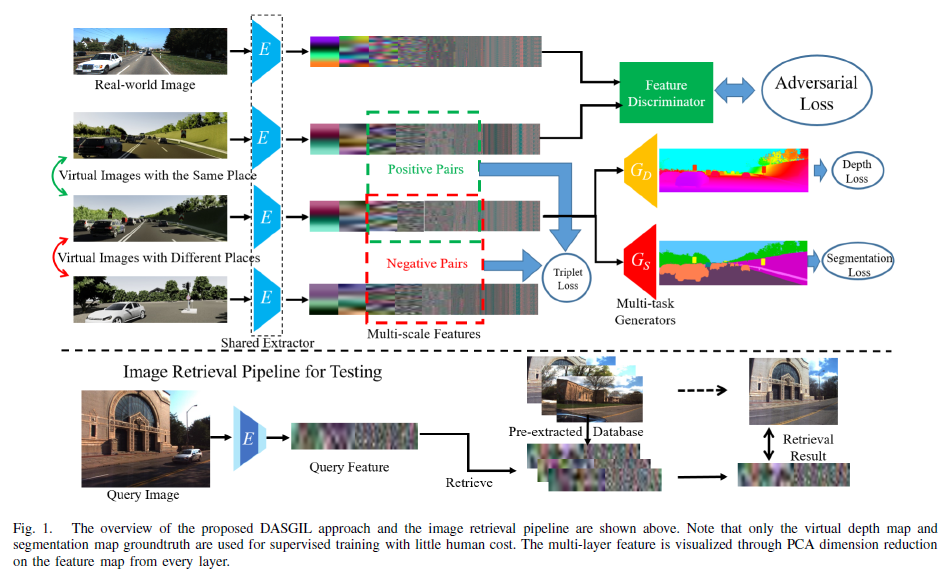 Real-world Image
E
Feature
Discriminator
Adversarial
Loss
E
Virtual Images with the Same Place
Positive Pairs
G_D
Depth
Loss
E
Virtual Images with Different Places
Negative Pairs
Triplet
Loss
G_S
Segmentation
Loss
E
Multi-task
Generators
Shared Extractor
Multi-scale Features
Image Retrieval Pipeline for Testing
E
Query Image
Query Feature
Retrieve
Pre-extracted
Database
Retrieval
Result
Fig. 1. The overview of the proposed DASGIL approach and the image retrieval pipeline are shown above. Note that only the virtual depth map and
segmentation map groundtruth are used for supervised training with little human cost. The multi-layer feature is visualized through PCA dimension reduction
on the feature map from every layer.